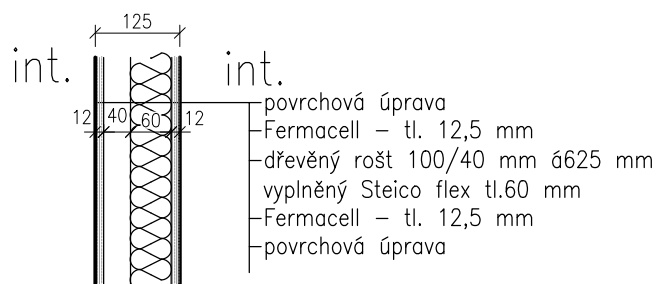 125
int.
int.
12 40 60 12
povrchová úprava
Fermacell – tl. 12,5 mm
dřevěný rošt 100/40 mm á625 mm
vyplněný Steico flex tl.60 mm
Fermacell – tl. 12,5 mm
povrchová úprava